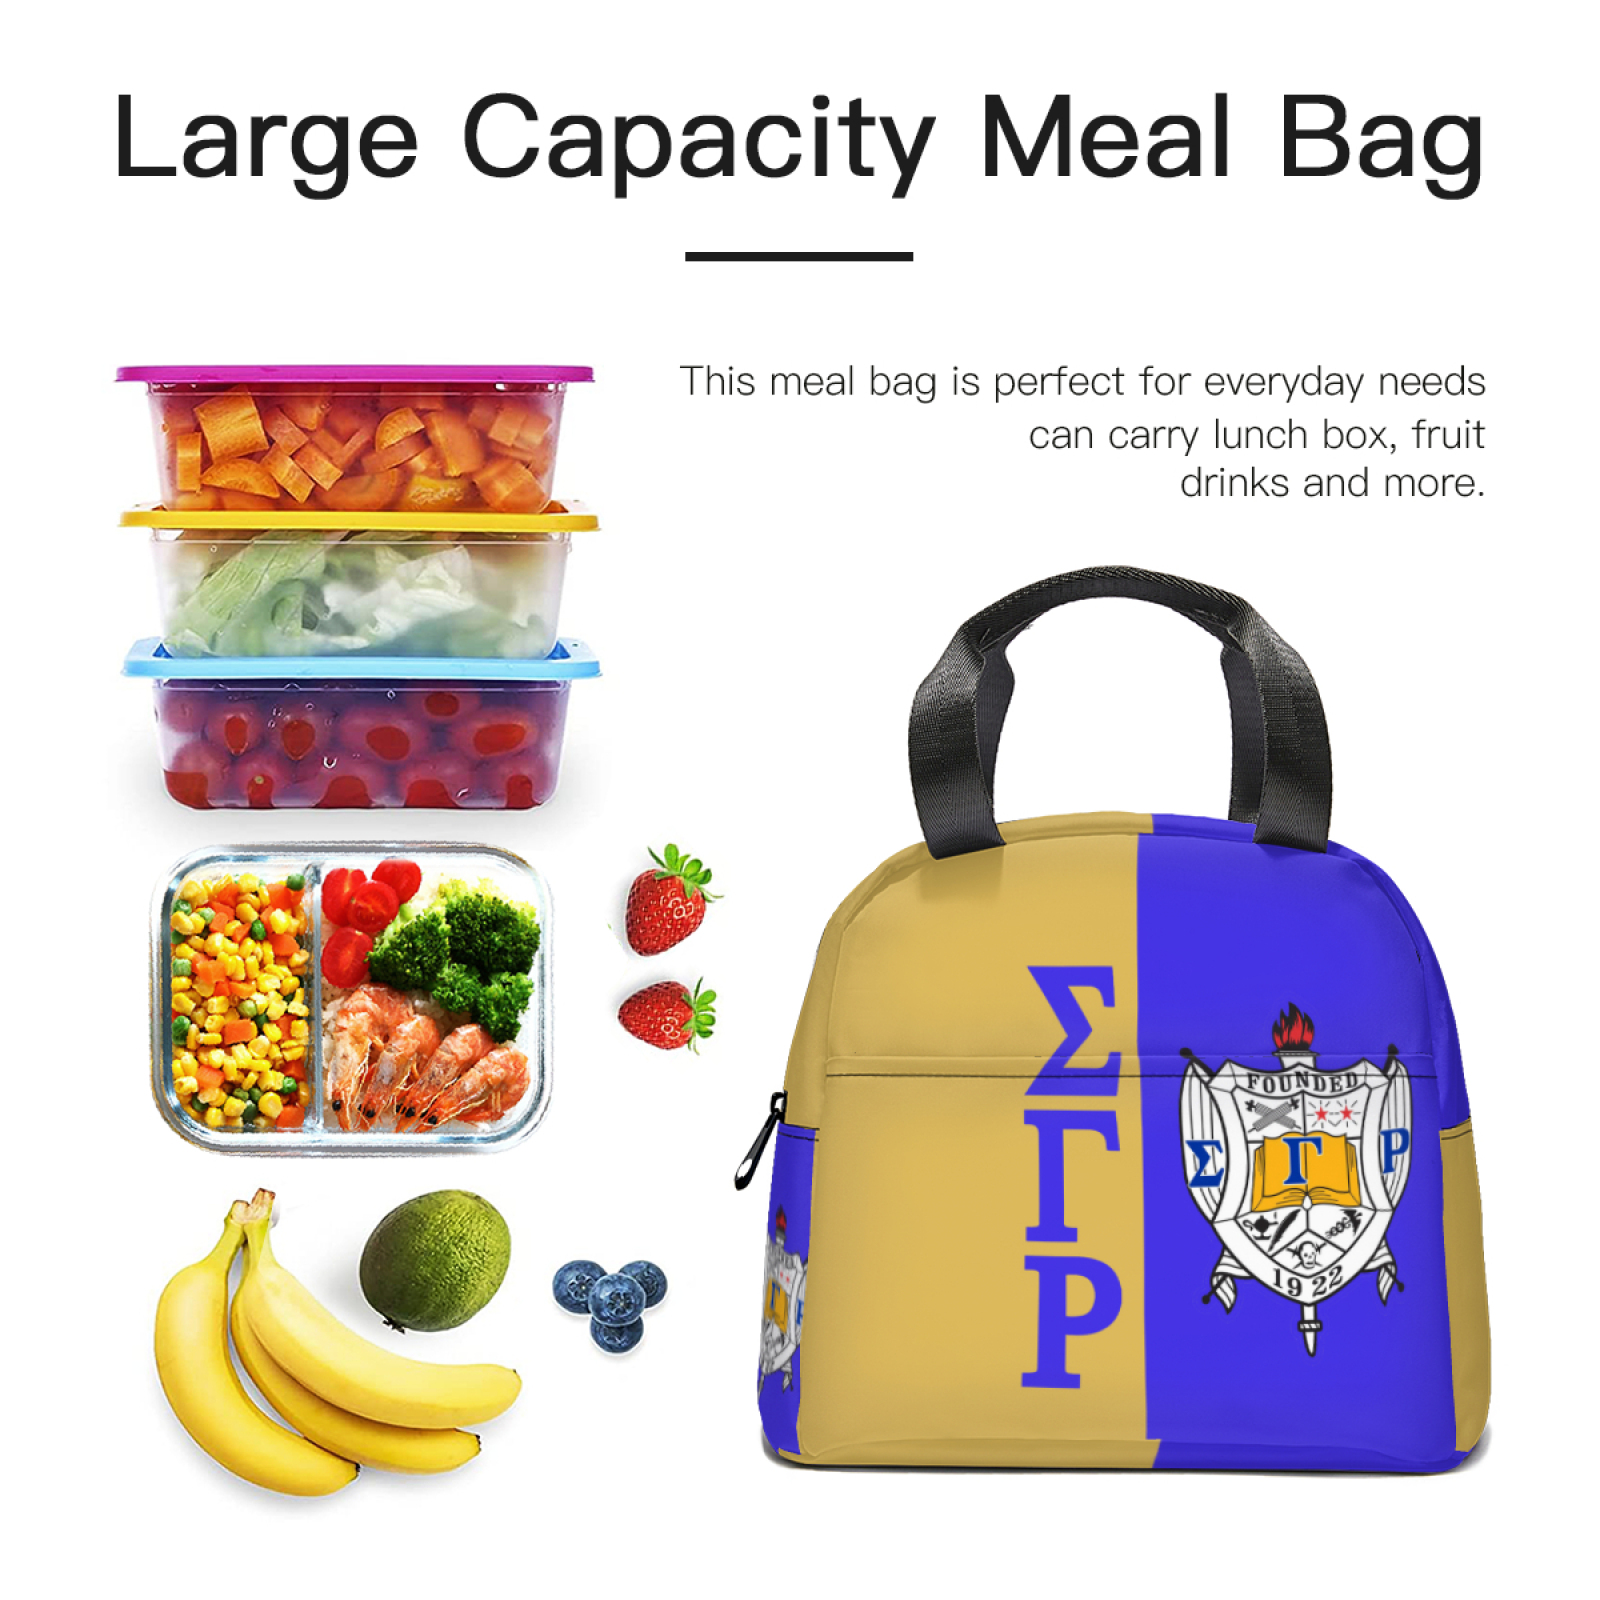 Large Capacity Meal Bag
This meal bag is perfect for everyday needs
can carry lunch box, fruit
drinks and more.
Σ
Γ
Ρ
FOUNDED
Σ Γ Ρ
1922
Γ